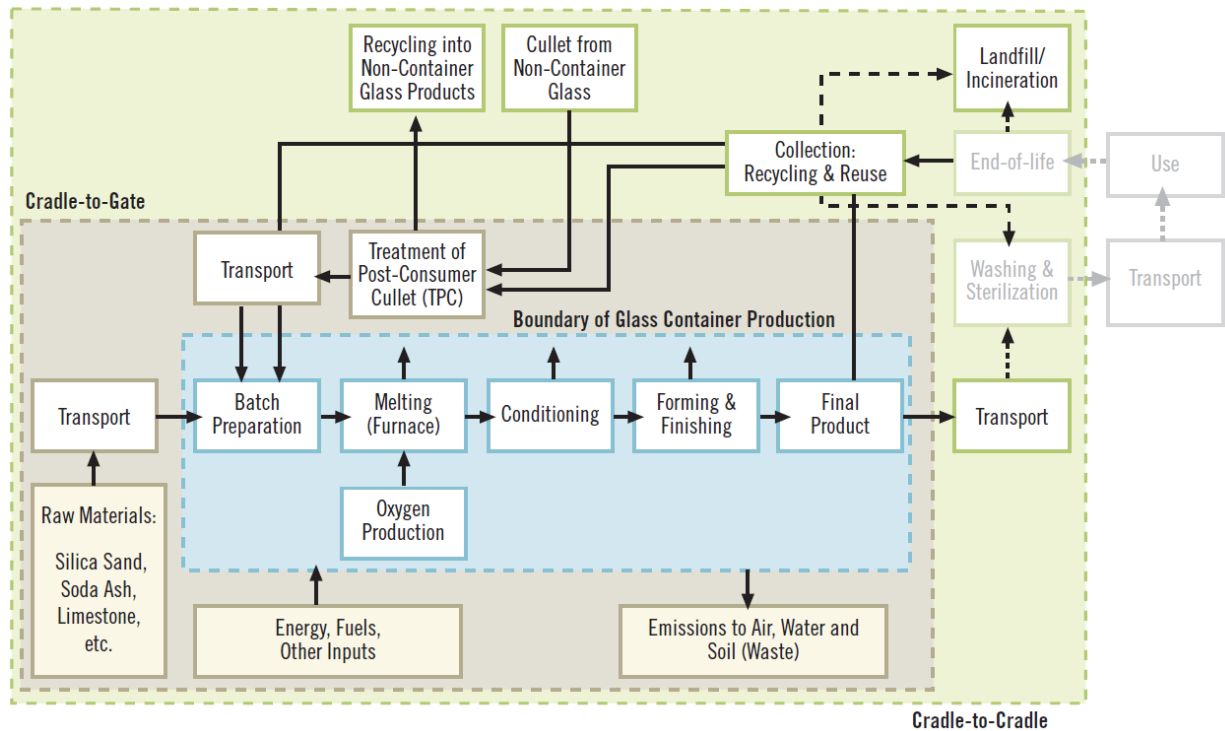 Recycling into
Non-Container
Glass Products
Cullet from
Non-Container
Glass
Landfill/
Incineration
Collection:
Recycling & Reuse
End-of-life
Use
Cradle-to-Gate
Transport
Treatment of
Post-Consumer
Cullet (TPC)
Washing &
Sterilization
Transport
Boundary of Glass Container Production
Transport
Batch
Preparation
Melting
(Furnace)
Conditioning
Forming &
Finishing
Final
Product
Transport
Raw Materials:
Silica Sand,
Soda Ash,
Limestone,
etc.
Oxygen
Production
Energy, Fuels,
Other Inputs
Emissions to Air, Water and
Soil (Waste)
Cradle-to-Cradle